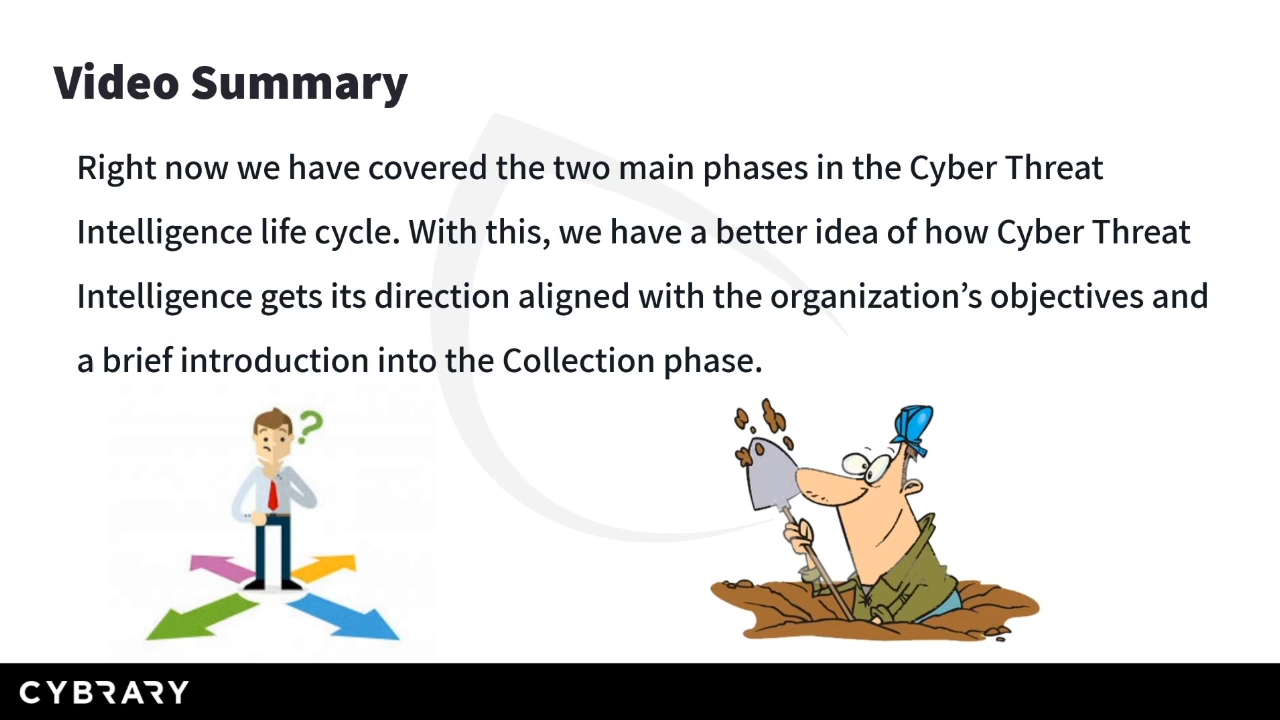 Video Summary
Right now we have covered the two main phases in the Cyber Threat
Intelligence life cycle. With this, we have a better idea of how Cyber Threat
Intelligence gets its direction aligned with the organization’s objectives and
a brief introduction into the Collection phase.
?
CYBRARY